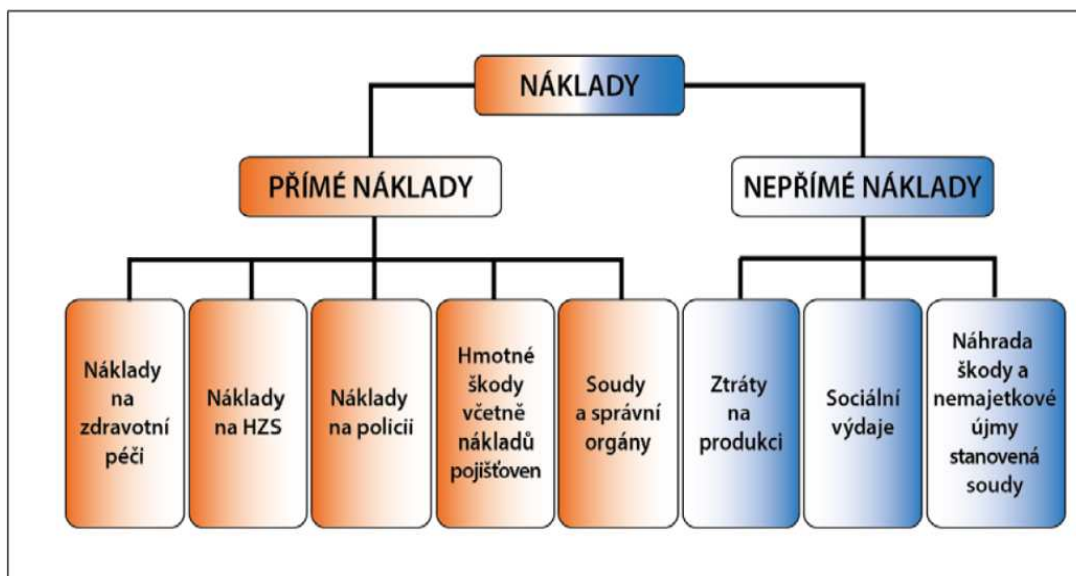 NÁKLADY
PŘÍMÉ NÁKLADY
NEPŘÍMÉ NÁKLADY
Náklady
na
zdravotní
péči
Náklady
na HZS
Náklady
na policii
Hmotné
škody
včetně
nákladů
pojišťoven
Soudy
a správní
orgány
Ztráty
na
produkci
Sociální
výdaje
Náhrada
škody a
nemajetkové
újmy
stanovená
soudy